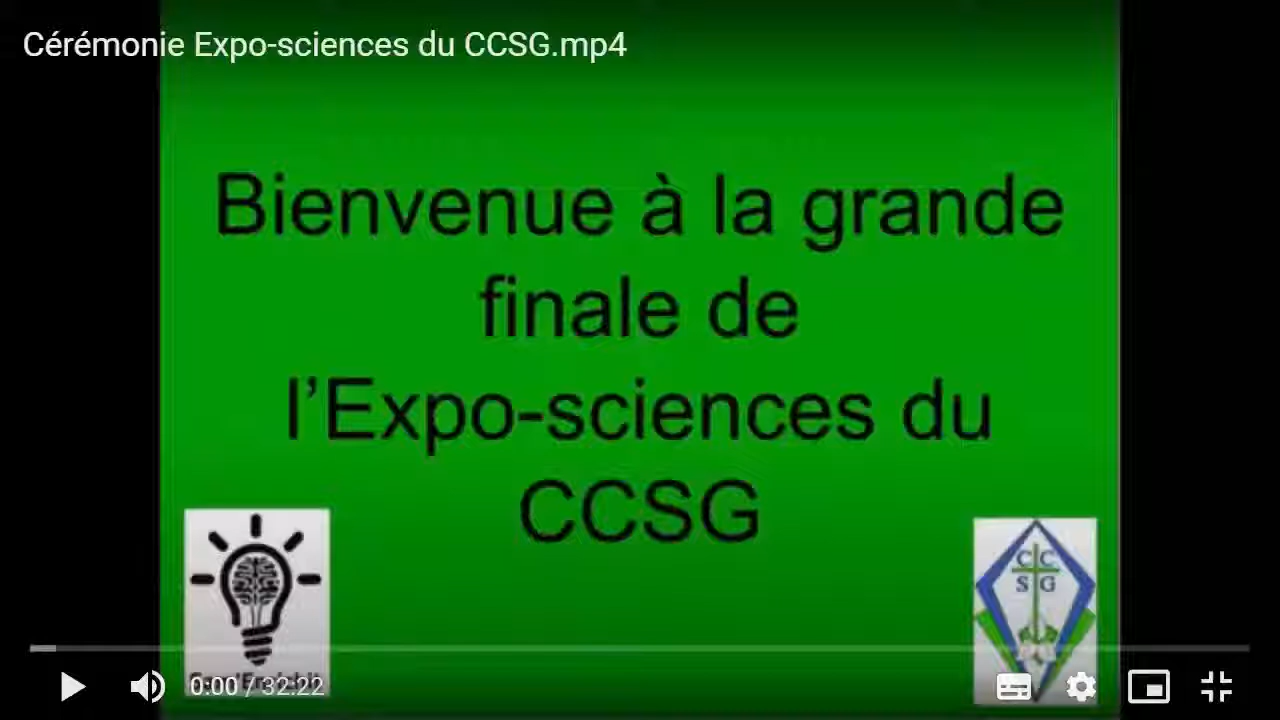 Cérémonie Expo-sciences du CCSG.mp4
Bienvenue à la grande
finale de
l’Expo-sciences du
CCSG
C C
S G
0:00 / 32:22